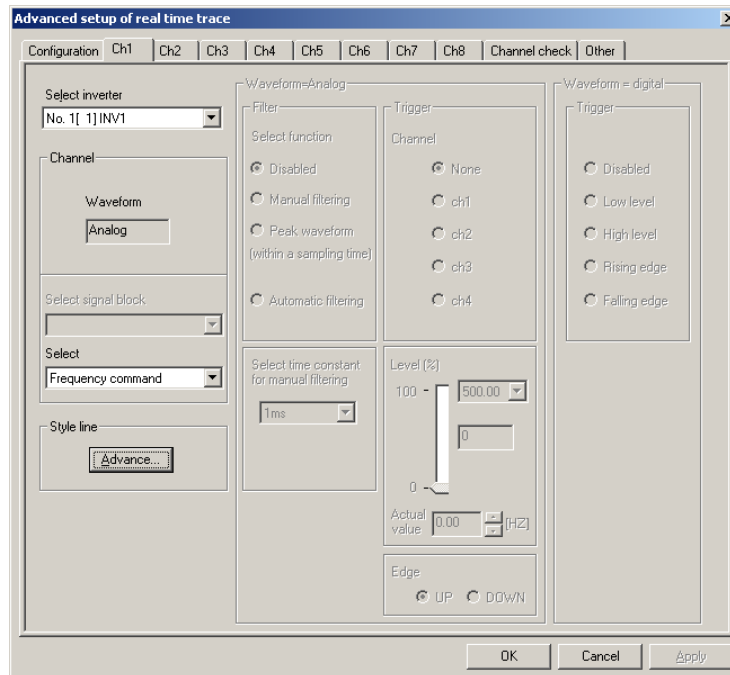 Advanced setup of real time trace
Configuration Ch1 Ch2 Ch3 Ch4 Ch5 Ch6 Ch7 Ch8 Channel check Other
Select inverter
No. 1[ 1] INV1
Channel
Waveform
Analog
Select signal block
Select
Frequency command
Style line
Advance...
Waveform=Analog
Filter
Select function
Disabled
Manual filtering
Peak waveform
(within a sampling time)
Automatic filtering
Select time constant
for manual filtering
1ms
Trigger
Channel
None
ch1
ch2
ch3
ch4
Level (%)
100
500.00
0
0
Actual
value
0.00
[HZ]
Edge
UP DOWN
Waveform = digital
Trigger
Disabled
Low level
High level
Rising edge
Falling edge
OK Cancel Apply